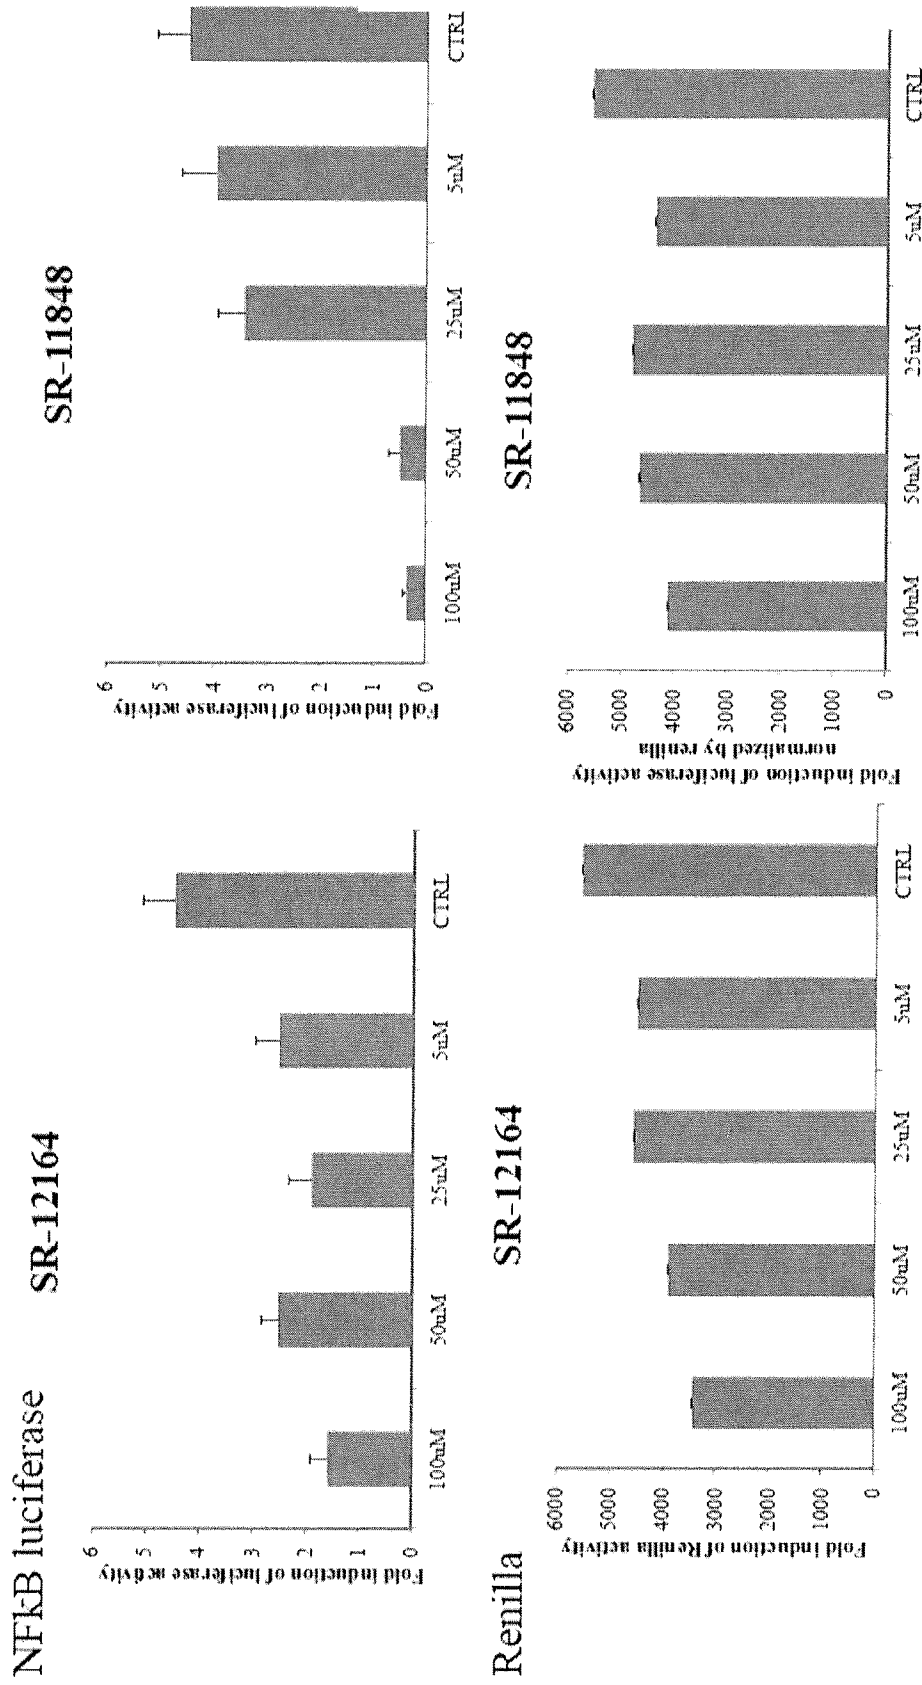 NFkB luciferase
SR-12164
Fold induction of luciferase activity
6
5
4
3
2
1
0
100uM
50uM
25uM
5uM
CTRL
SR-11848
Fold induction of luciferase activity
6
5
4
3
2
1
0
100uM
50uM
25uM
5uM
CTRL
Renilla
SR-12164
Fold induction of Renilla activity
6000
5000
4000
3000
2000
1000
0
100uM
50uM
25uM
5uM
CTRL
SR-11848
Fold induction of luciferase activity
normalized by renilla
6000
5000
4000
3000
2000
1000
0
100uM
50uM
25uM
5uM
CTRL